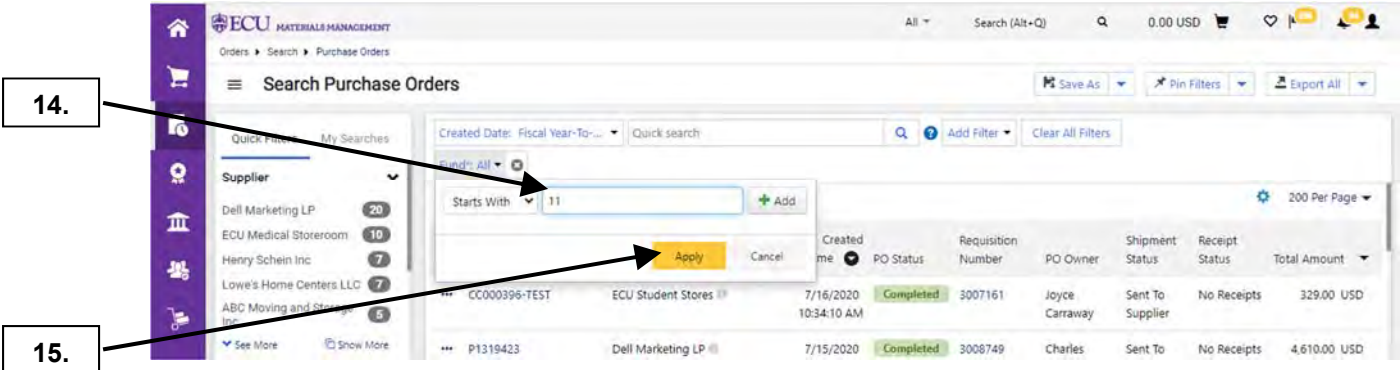 ECU MATERIALS MANAGEMENT
All
Search (Alt+Q)
0.00 USD
Orders Search Purchase Orders
Search Purchase Orders
Save As
Pin Filters
Export All
14.
Quick Filters My Searches
Created Date: Fiscal Year-To-...
Quick search
Add Filter
Clear All Filters
Fund*: All
Supplier
Starts With
11
Add
200 Per Page
Dell Marketing LP 20
ECU Medical Storeroom 10
Henry Schein Inc 7
Lowe's Home Centers LLC 7
ABC Moving and Storage Inc 5
See More
Show More
Apply
Cancel
Created
me
PO Status
Requisition Number
PO Owner
Shipment Status
Receipt Status
Total Amount
CC000396-TEST ECU Student Stores 7/16/2020 10:34:10 AM Completed 3007161 Joyce Carraway Sent To Supplier No Receipts 329.00 USD
15.
P1319423 Dell Marketing LP 7/15/2020 Completed 3008749 Charles Sent To No Receipts 4,610.00 USD